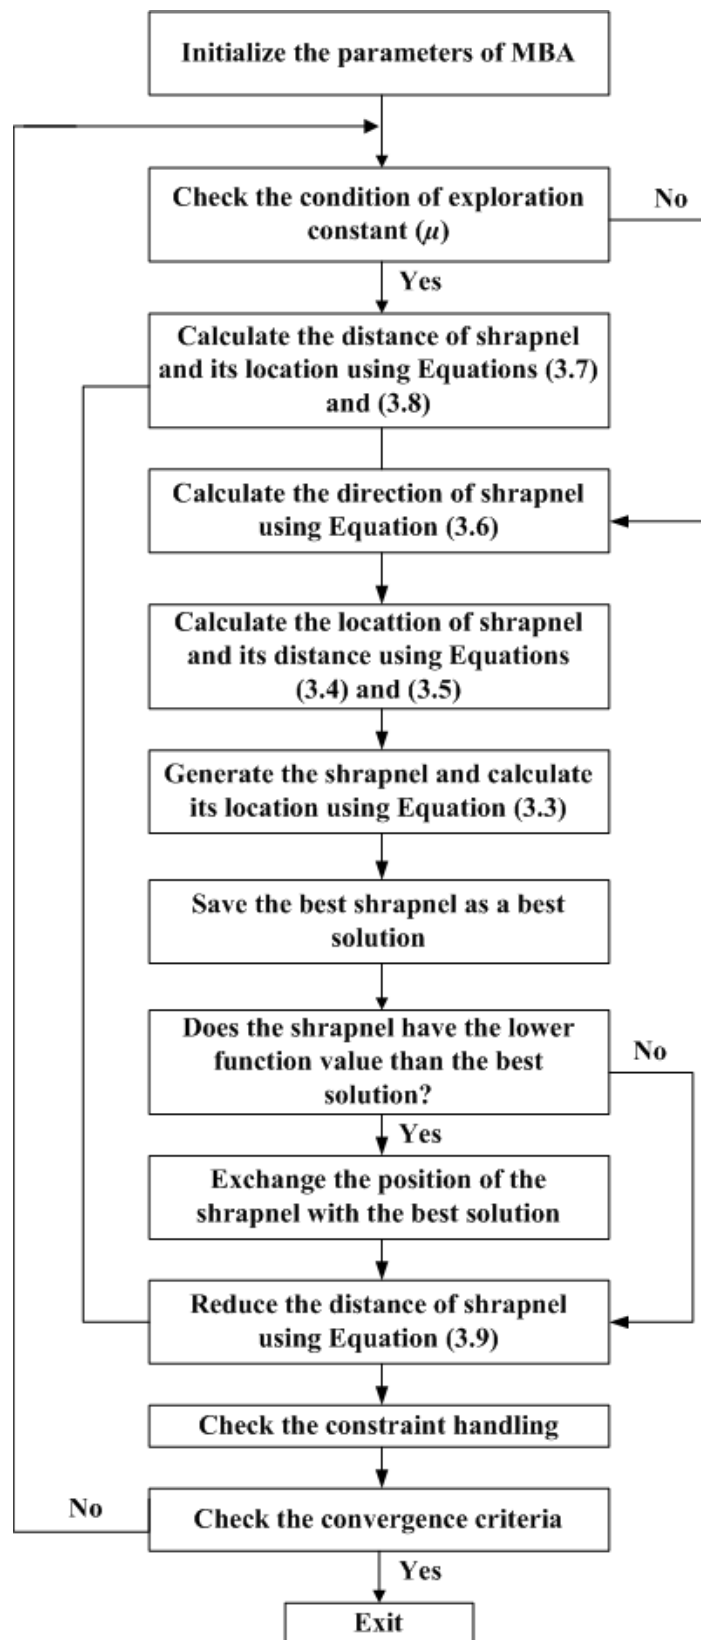 Initialize the parameters of MBA
Check the condition of exploration
constant (μ)
No
Yes
Calculate the distance of shrapnel
and its location using Equations (3.7)
and (3.8)
Calculate the direction of shrapnel
using Equation (3.6)
Calculate the locattion of shrapnel
and its distance using Equations
(3.4) and (3.5)
Generate the shrapnel and calculate
its location using Equation (3.3)
Save the best shrapnel as a best
solution
Does the shrapnel have the lower
function value than the best
solution?
No
Yes
Exchange the position of the
shrapnel with the best solution
Reduce the distance of shrapnel
using Equation (3.9)
Check the constraint handling
No
Check the convergence criteria
Yes
Exit